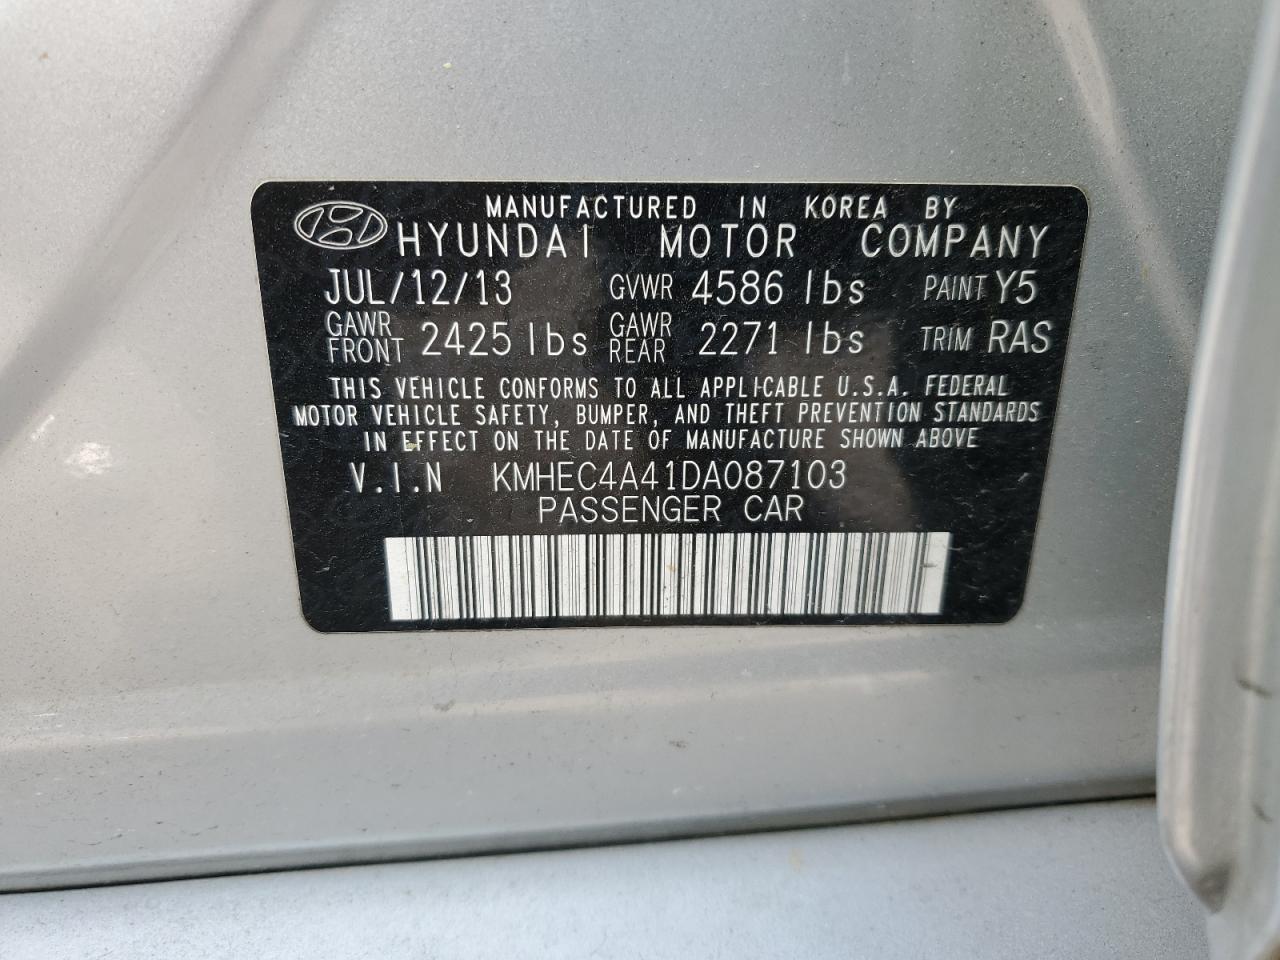 MANUFACTURED IN KOREA BY
HYUNDAI MOTOR COMPANY
JUL/12/13 GVWR 4586 lbs PAINT Y5
GAWR FRONT 2425 lbs GAWR REAR 2271 lbs TRIM RAS
THIS VEHICLE CONFORMS TO ALL APPLICABLE U.S.A. FEDERAL
MOTOR VEHICLE SAFETY, BUMPER, AND THEFT PREVENTION STANDARDS
IN EFFECT ON THE DATE OF MANUFACTURE SHOWN ABOVE
V.I.N KMHEC4A41DA087103
PASSENGER CAR